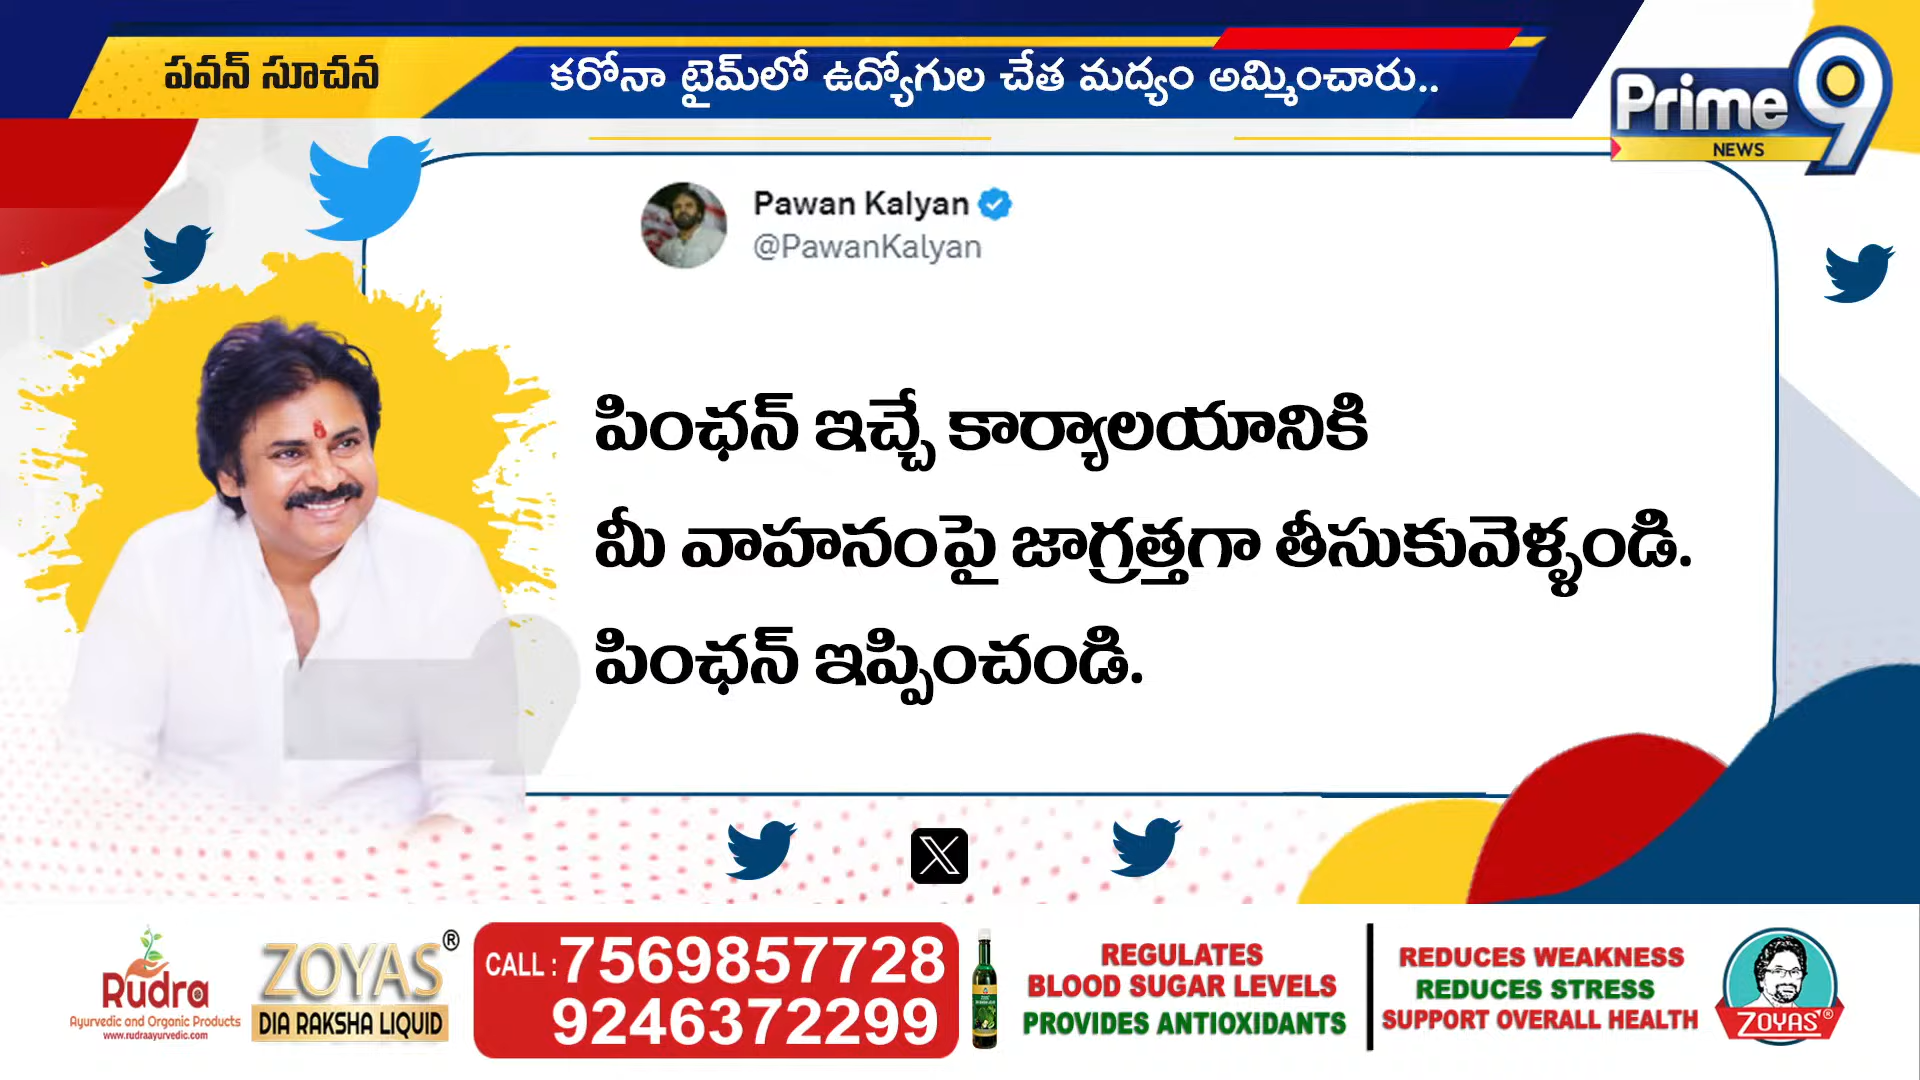 పవన్ సూచన
కరోనా టైమ్‌లో ఉద్యోగుల చేత మద్యం అమ్మించారు..
Prime9
NEWS
Pawan Kalyan
@PawanKalyan
పింఛన్ ఇచ్చే కార్యాలయానికి
మీ వాహనంపై జాగ్రత్తగా తీసుకువెళ్ళండి.
పింఛన్ ఇప్పించండి.
Rudra
Ayurvedic and Organic Products
www.rudraayurvedic.com
ZOYAS®
DIA RAKSHA LIQUID
CALL : 7569857728
9246372299
REGULATES
BLOOD SUGAR LEVELS
PROVIDES ANTIOXIDANTS
REDUCES WEAKNESS
REDUCES STRESS
SUPPORT OVERALL HEALTH
ZOYAS®